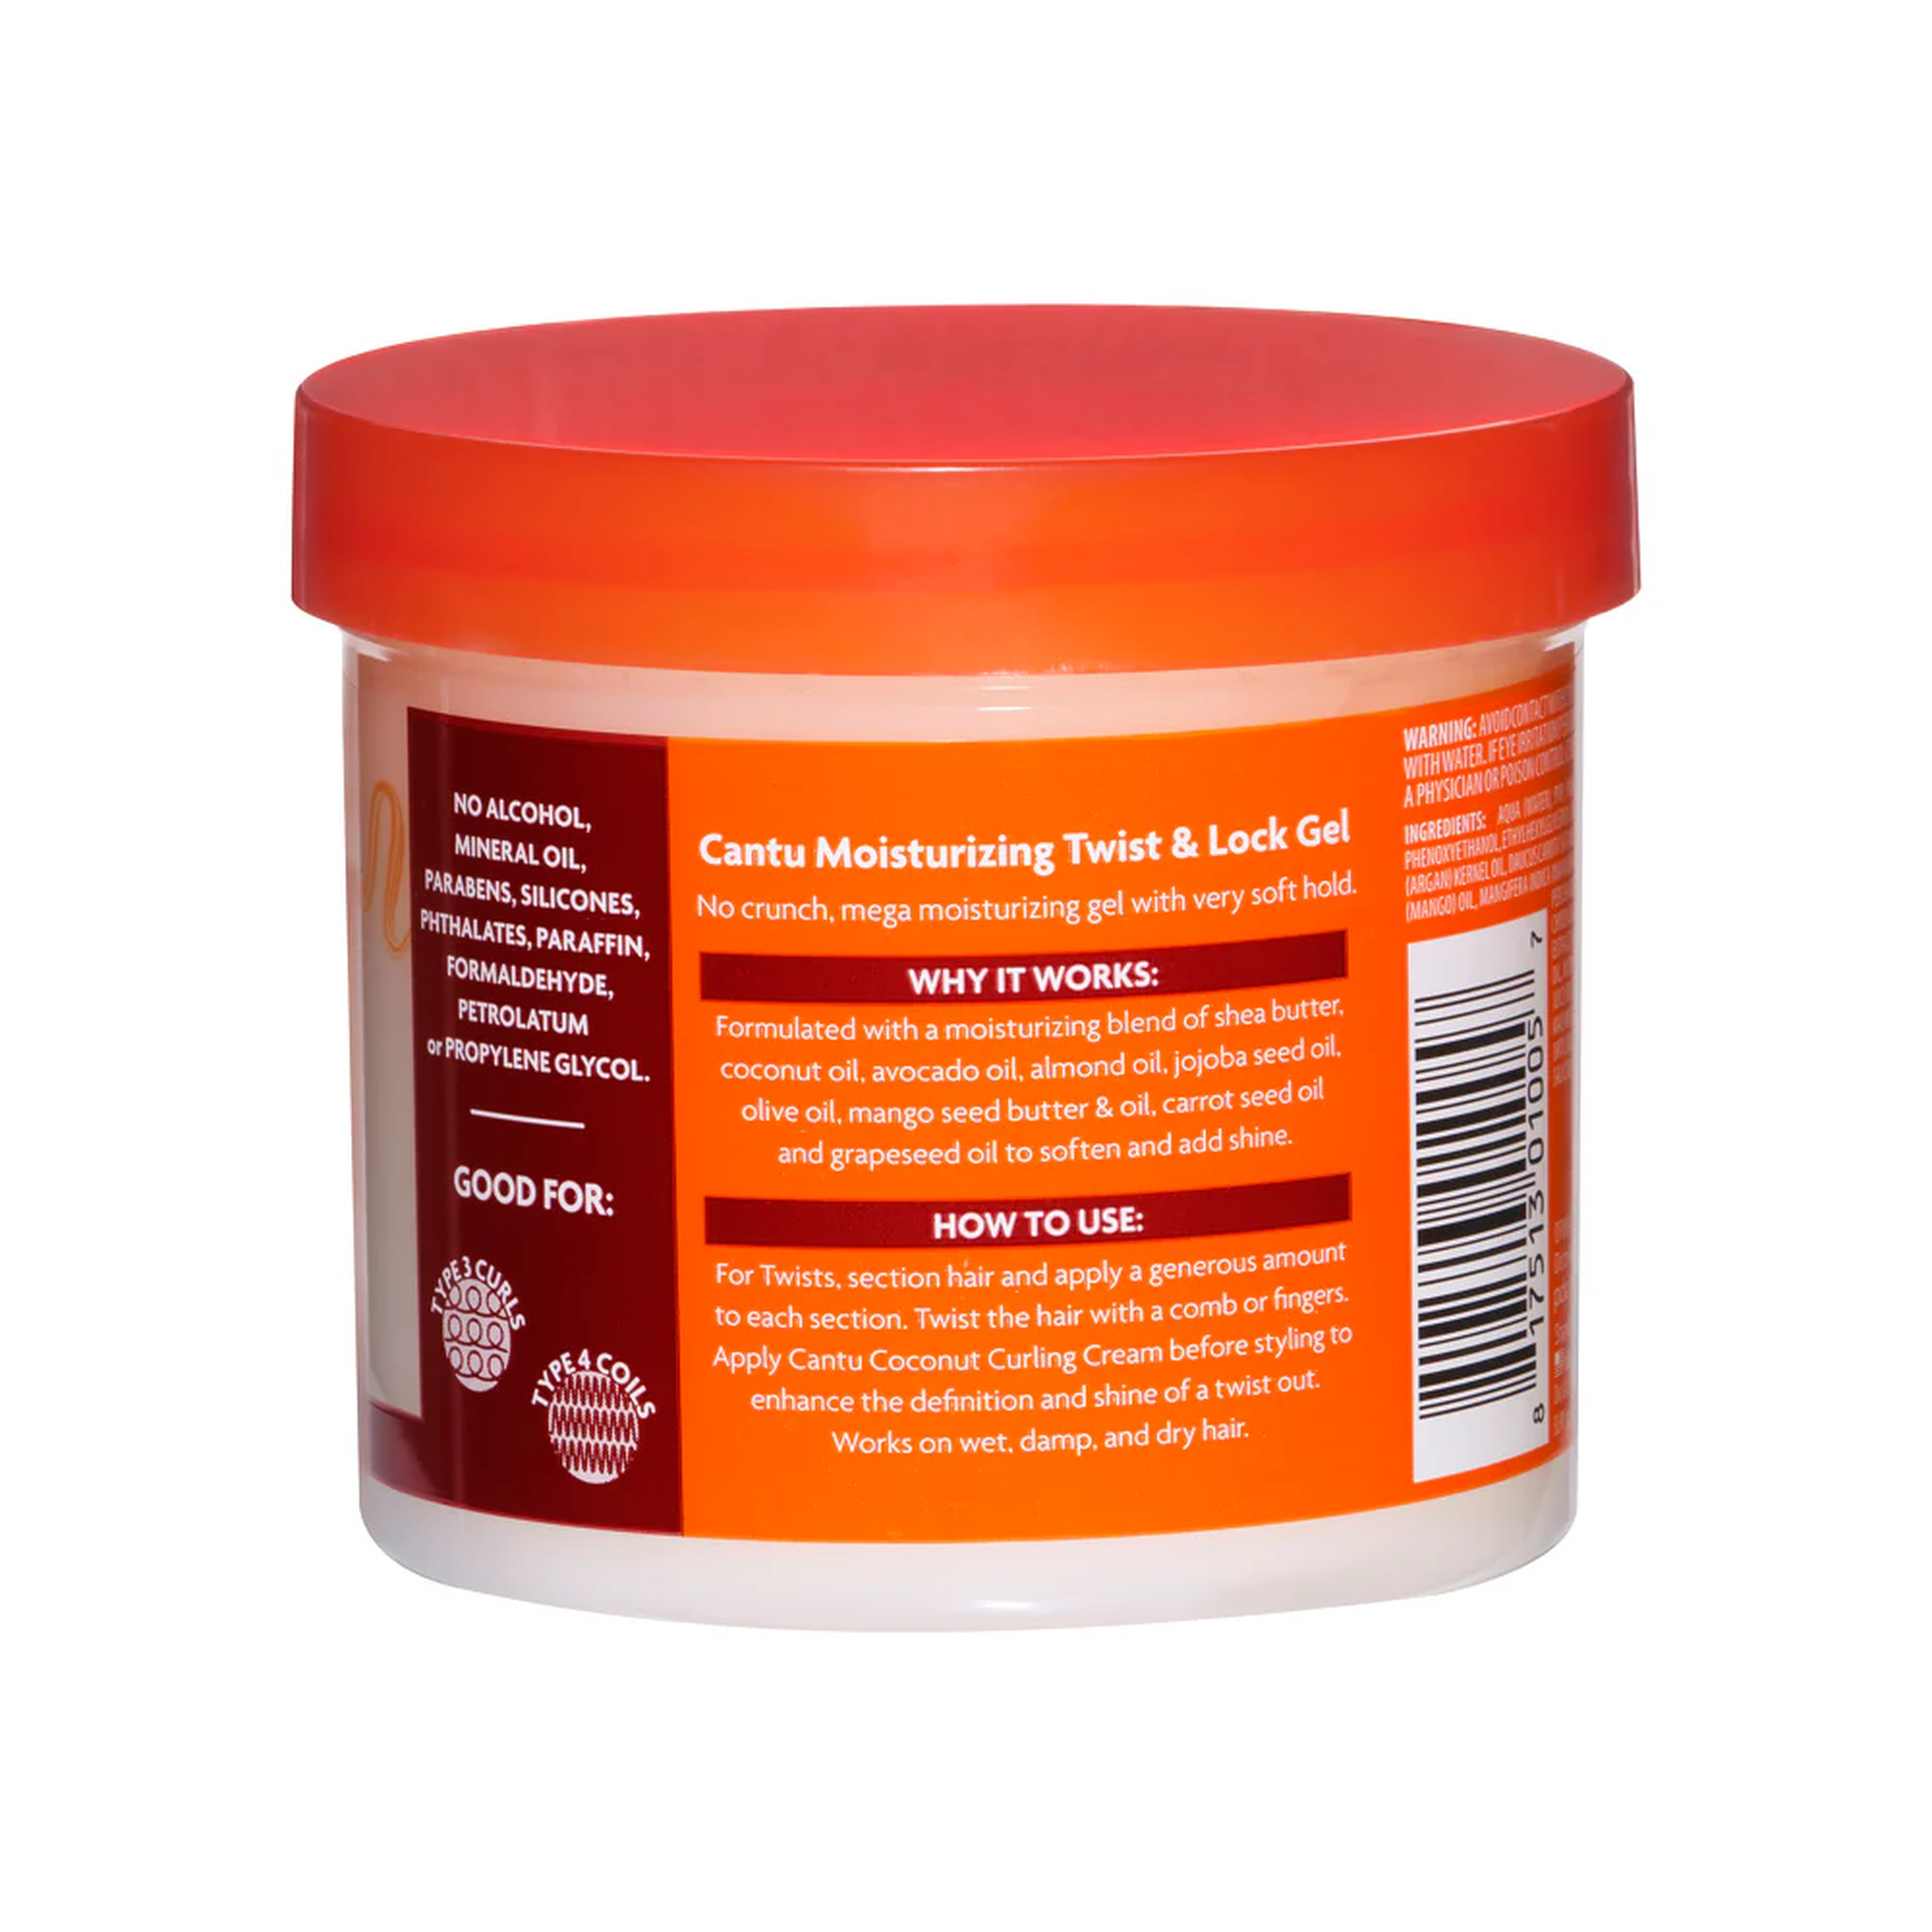 NO ALCOHOL,
MINERAL OIL,
PARABENS, SILICONES,
PHTHALATES, PARAFFIN,
FORMALDEHYDE,
PETROLATUM
or PROPYLENE GLYCOL.
GOOD FOR:
TYPE 3 CURLS
TYPE 4 COILS
Cantu Moisturizing Twist & Lock Gel
No crunch, mega moisturizing gel with very soft hold.
WHY IT WORKS:
Formulated with a moisturizing blend of shea butter,
coconut oil, avocado oil, almond oil, jojoba seed oil,
olive oil, mango seed butter & oil, carrot seed oil
and grapeseed oil to soften and add shine.
HOW TO USE:
For Twists, section hair and apply a generous amount
to each section. Twist the hair with a comb or fingers.
Apply Cantu Coconut Curling Cream before styling to
enhance the definition and shine of a twist out.
Works on wet, damp, and dry hair.
WARNING: AVOID CONTACT
WITH WATER. IF EYE IRRITATION
A PHYSICIAN OR POISON CONTROL
INGREDIENTS: AQUA (WATER),
PHENOXYETHANOL,
(ARGAN) KERNEL OIL,
(MANGO) OIL, MANGIFERA INDICA
8 17513 01005 7